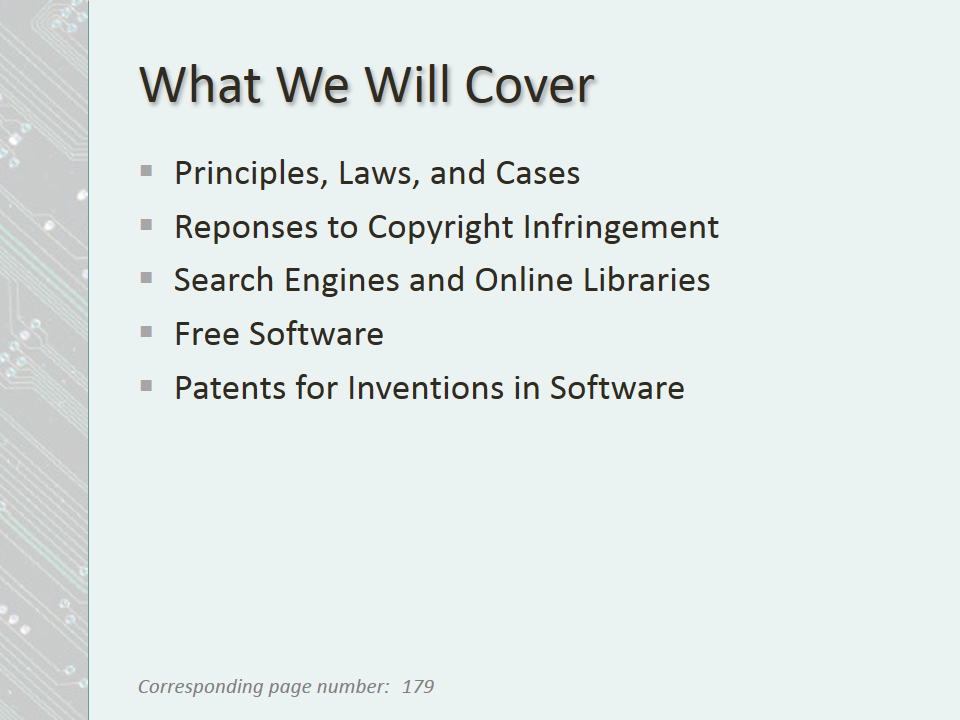 What We Will Cover
▪ Principles, Laws, and Cases
▪ Reponses to Copyright Infringement
▪ Search Engines and Online Libraries
▪ Free Software
▪ Patents for Inventions in Software
Corresponding page number: 179